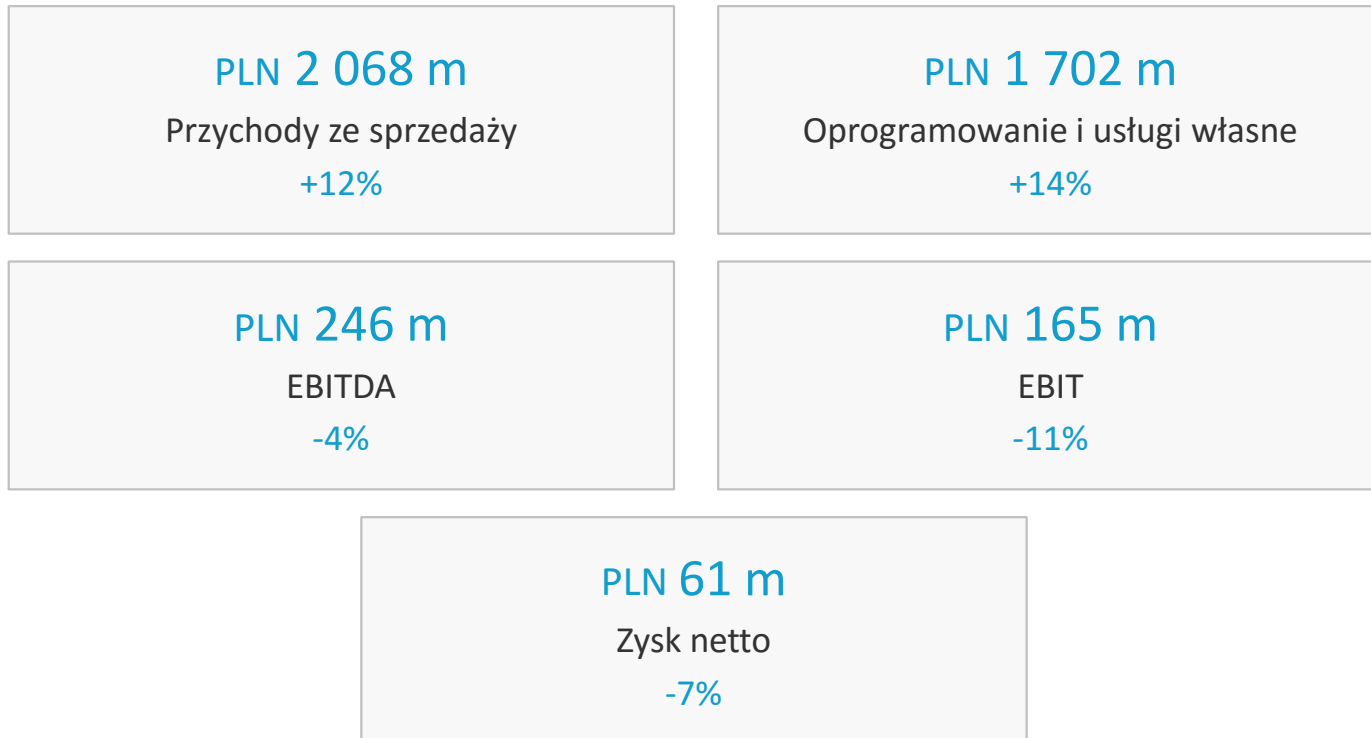 PLN 2 068 m
Przychody ze sprzedaży
+12%
PLN 1 702 m
Oprogramowanie i usługi własne
+14%
PLN 246 m
EBITDA
-4%
PLN 165 m
EBIT
-11%
PLN 61 m
Zysk netto
-7%